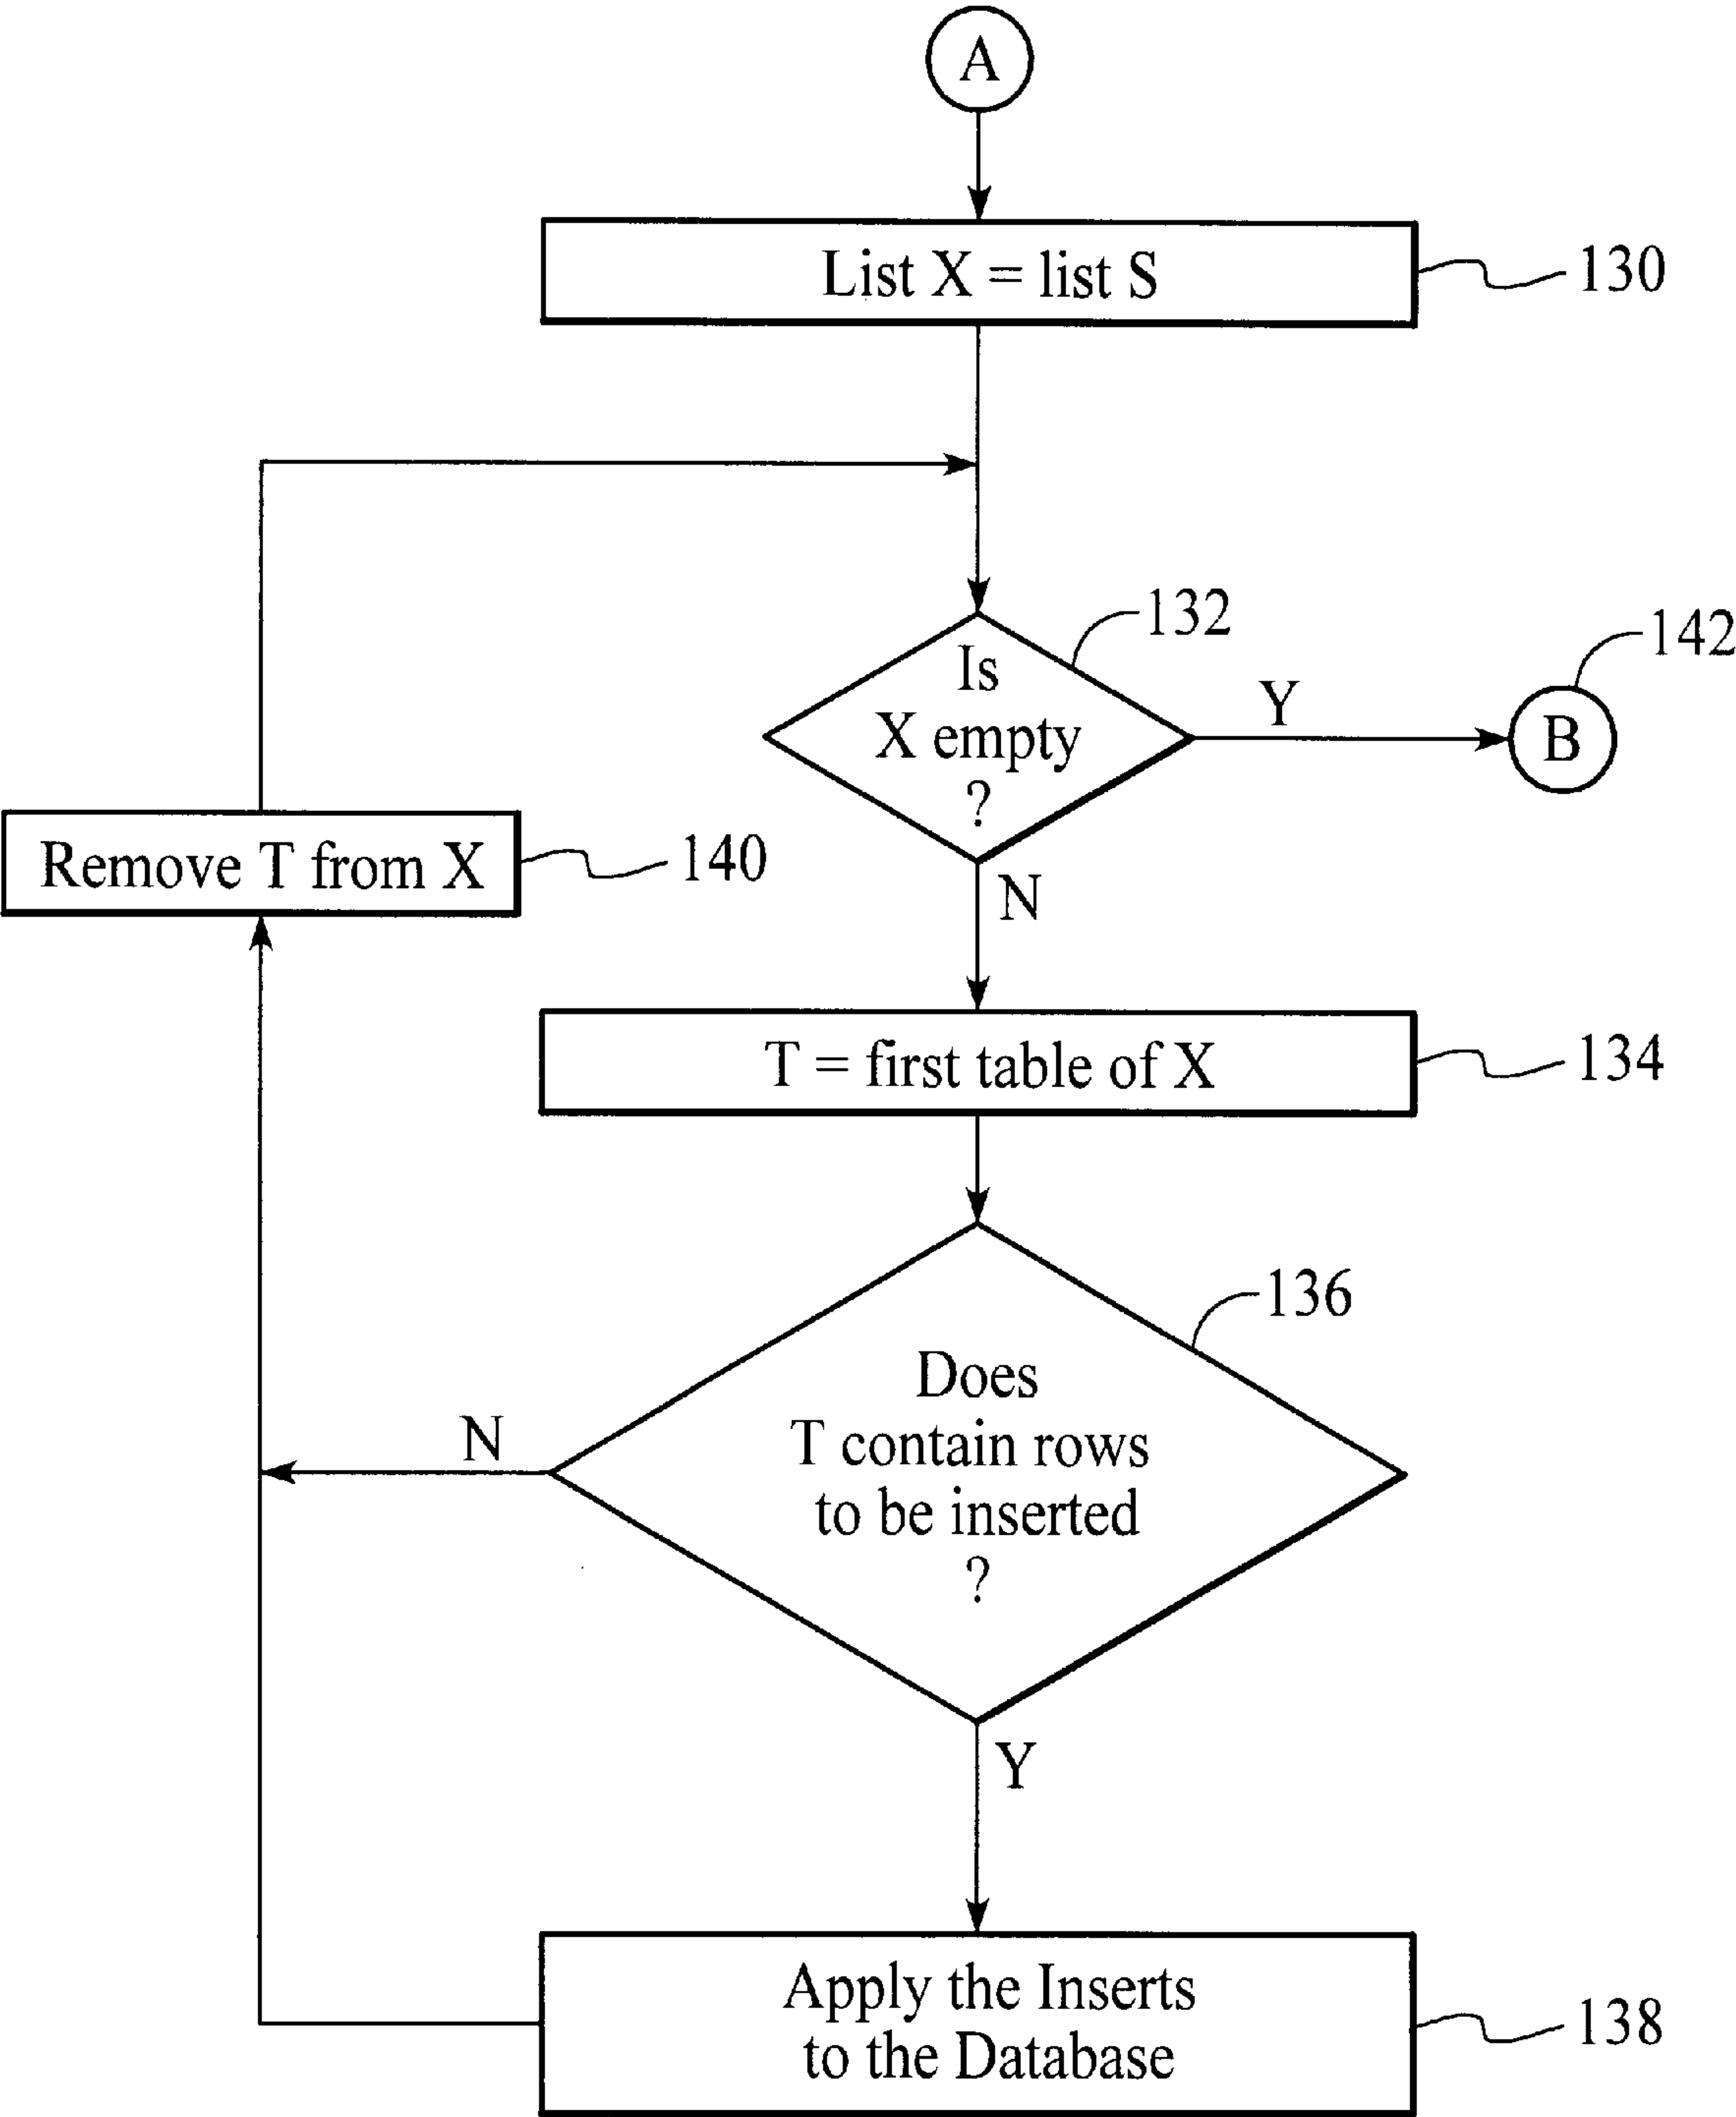 A
List X = list S
130
132
142
Is
X empty
?
Y
B
Remove T from X
140
N
T = first table of X
134
136
Does
T contain rows
to be inserted
?
N
Y
Apply the Inserts
to the Database
138